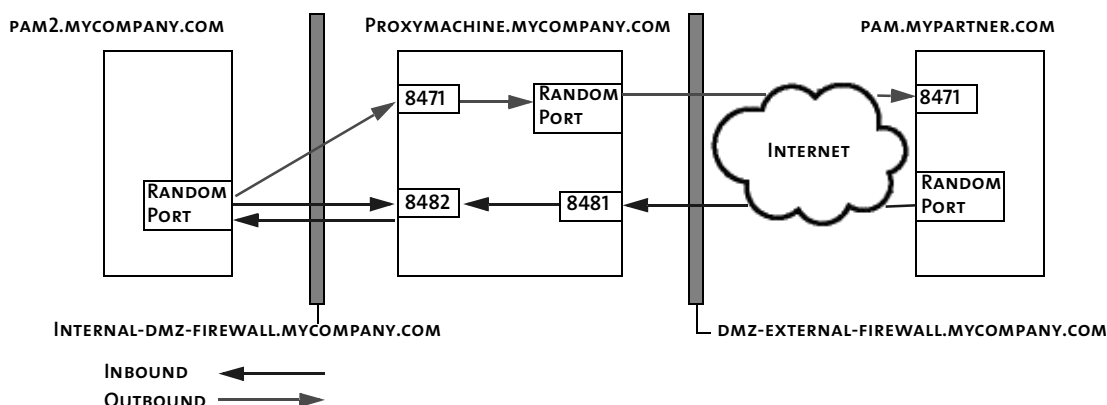 PAM2.MYCOMPANY.COM
PROXYMACHINE.MYCOMPANY.COM
PAM.MYPARTNER.COM
8471
RANDOM
PORT
8471
INTERNET
RANDOM
PORT
8482
8481
RANDOM
PORT
INTERNAL-DMZ-FIREWALL.MYCOMPANY.COM
DMZ-EXTERNAL-FIREWALL.MYCOMPANY.COM
INBOUND
OUTBOUND